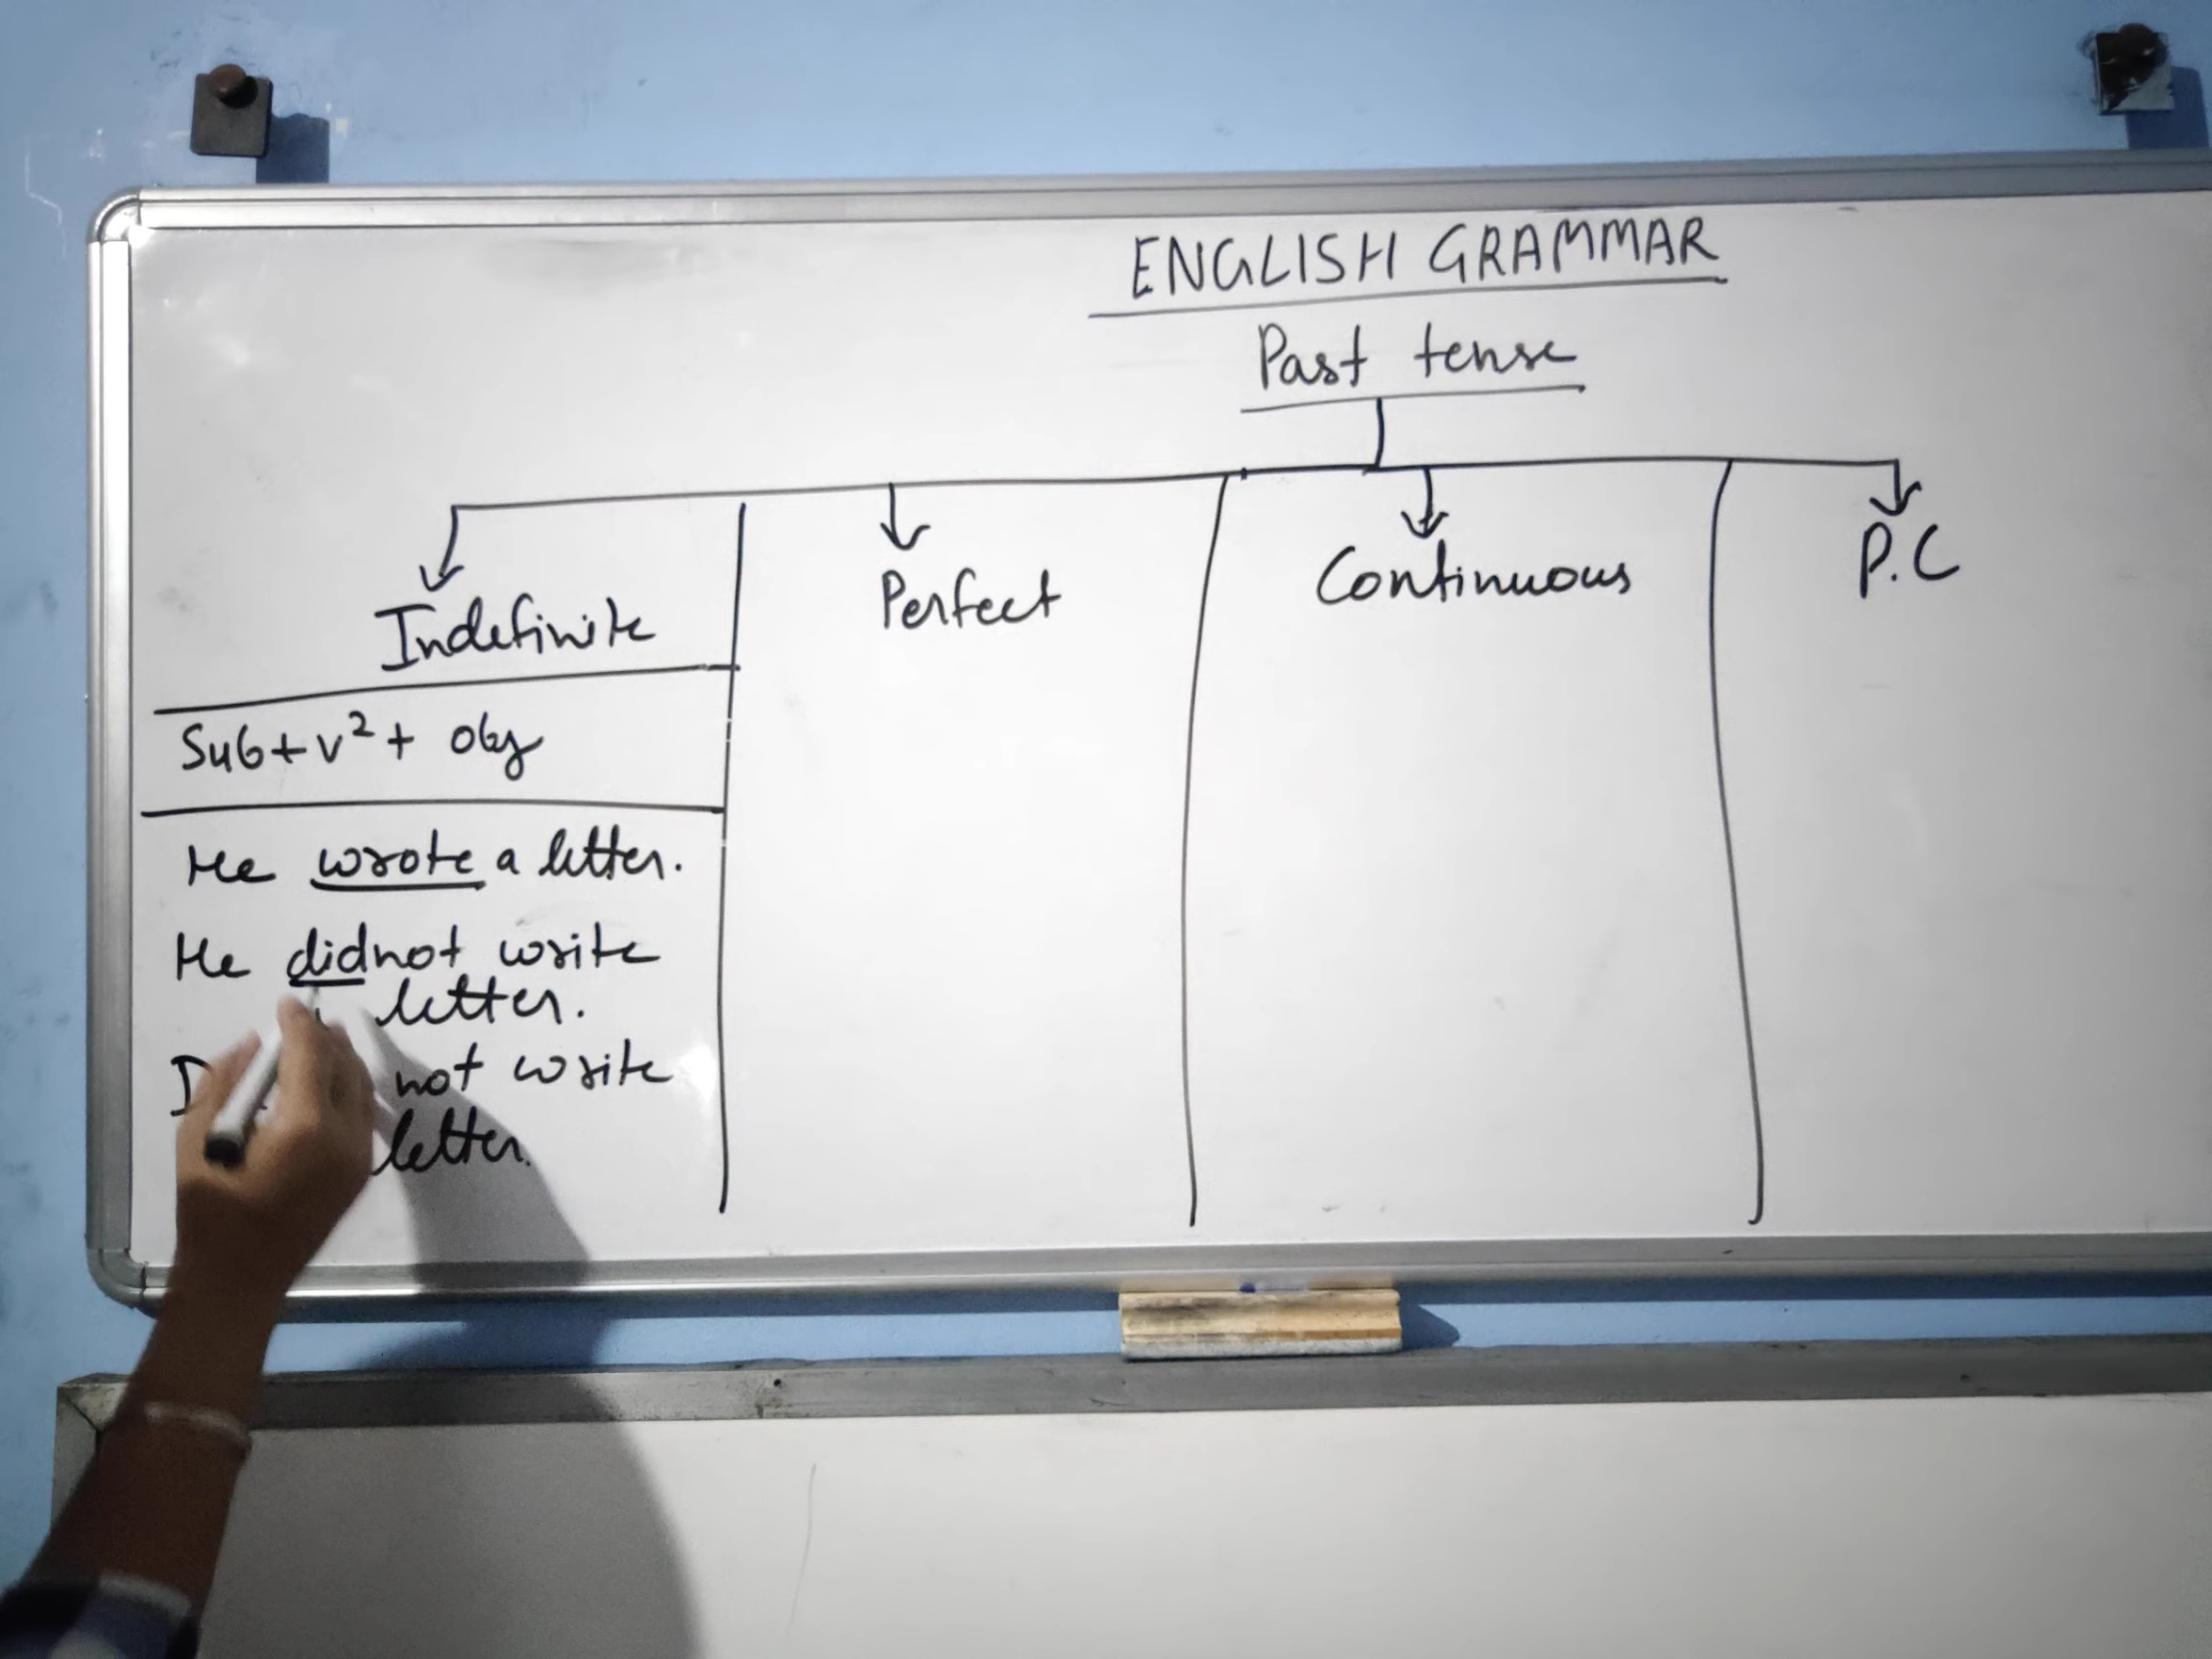 ENGLISH GRAMMAR
Past tense
Indefinite
Perfect
Continuous
P.C
Sub + v² + obj
He wrote a letter.
He didnot write
letter.
not write
letter.